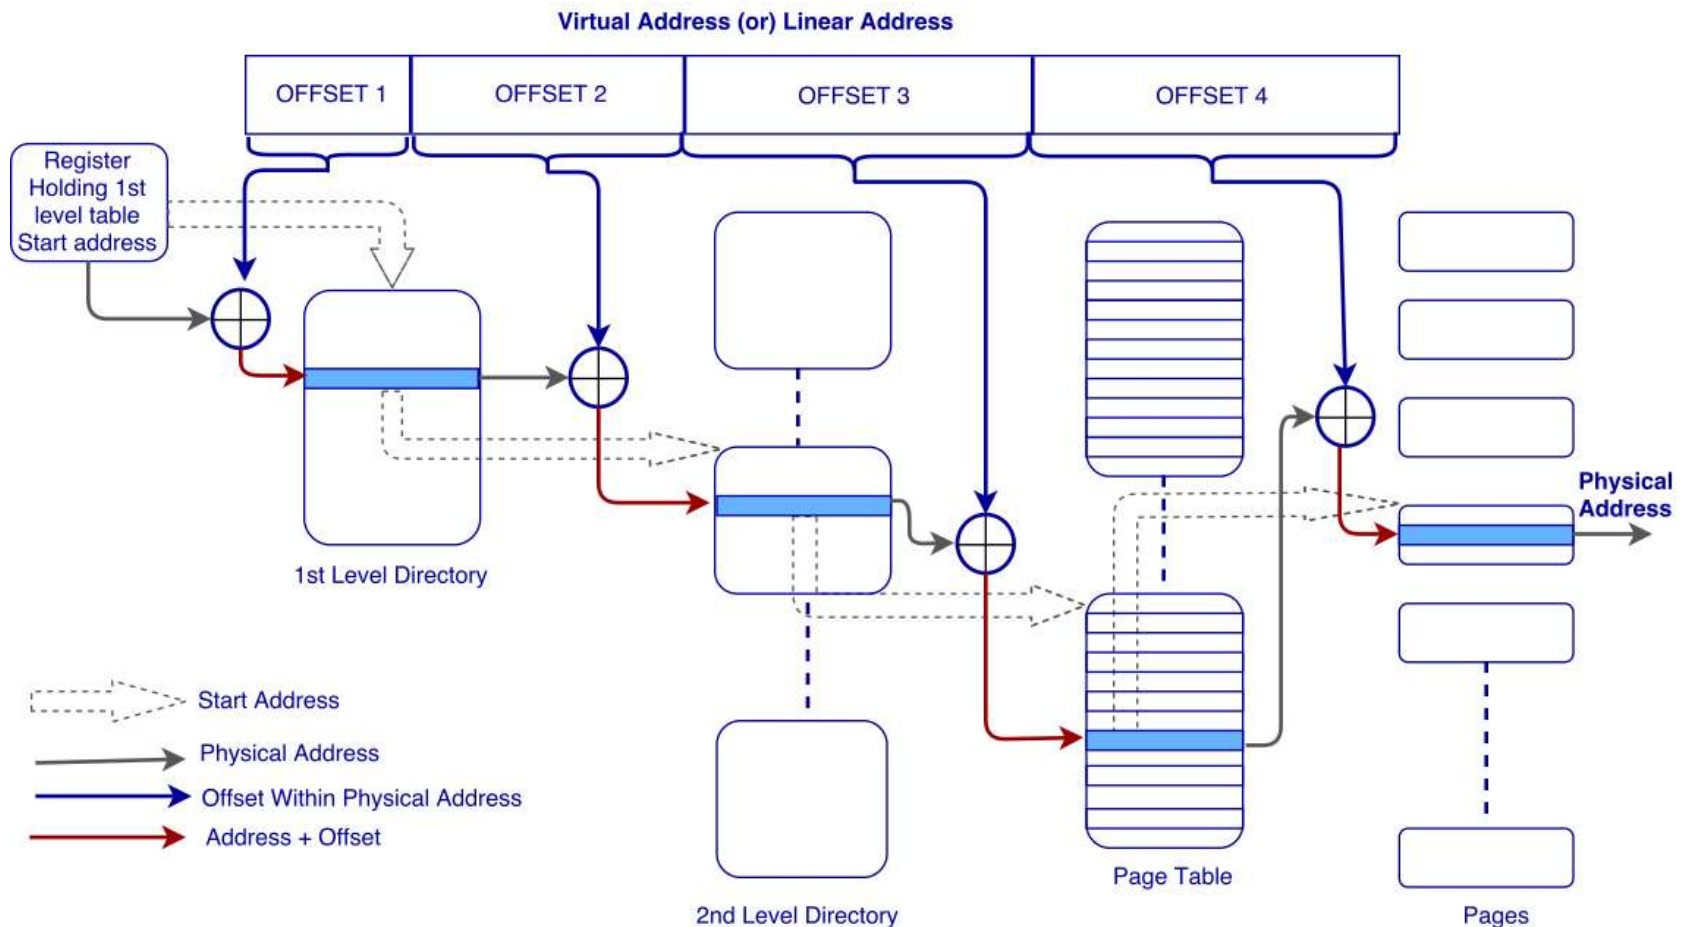 Virtual Address (or) Linear Address
OFFSET 1
OFFSET 2
OFFSET 3
OFFSET 4
Register
Holding 1st
level table
Start address
Physical
Address
1st Level Directory
Start Address
Physical Address
Offset Within Physical Address
Address + Offset
Page Table
2nd Level Directory
Pages